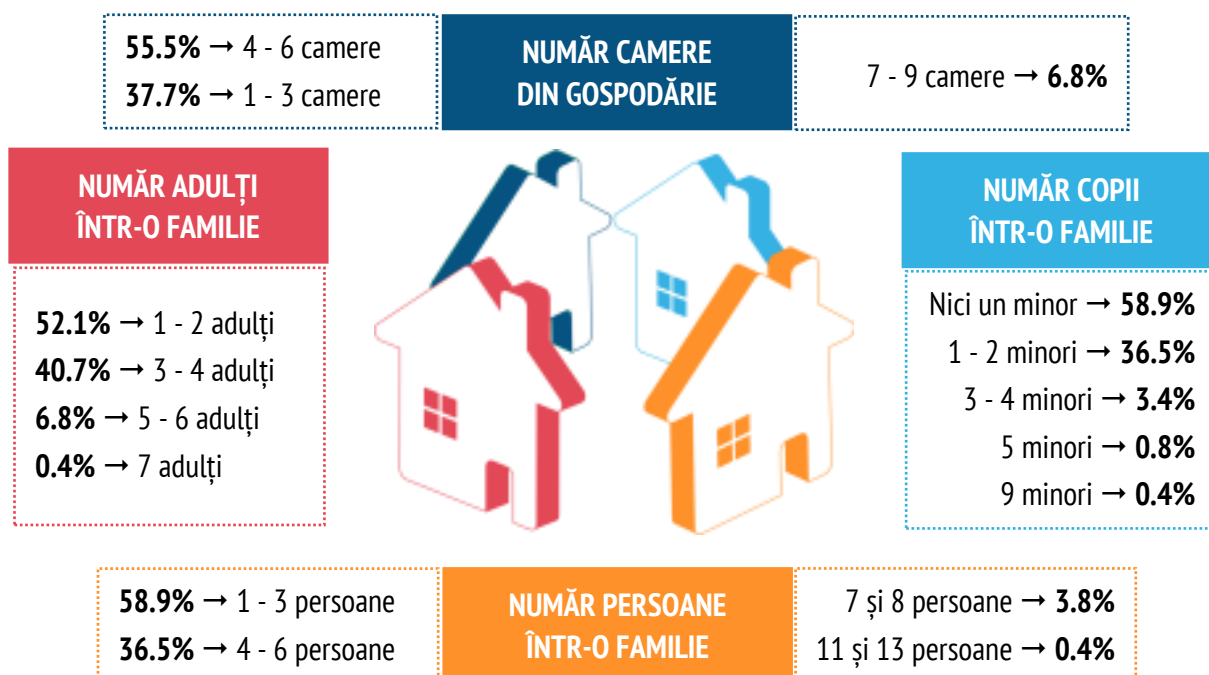 55.5% → 4 - 6 camere
37.7% → 1 - 3 camere
NUMĂR CAMERE
DIN GOSPODĂRIE
7 - 9 camere → 6.8%
NUMĂR ADULȚI
ÎNTR-O FAMILIE
52.1% → 1 - 2 adulți
40.7% → 3 - 4 adulți
6.8% → 5 - 6 adulți
0.4% → 7 adulți
NUMĂR COPII
ÎNTR-O FAMILIE
Nici un minor → 58.9%
1 - 2 minori → 36.5%
3 - 4 minori → 3.4%
5 minori → 0.8%
9 minori → 0.4%
58.9% → 1 - 3 persoane
36.5% → 4 - 6 persoane
NUMĂR PERSOANE
ÎNTR-O FAMILIE
7 și 8 persoane → 3.8%
11 și 13 persoane → 0.4%